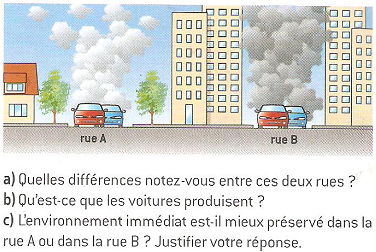 rue A
rue B
a) Quelles différences notez-vous entre ces deux rues ?
b) Qu'est-ce que les voitures produisent ?
c) L'environnement immédiat est-il mieux préservé dans la
rue A ou dans la rue B ? Justifier votre réponse.